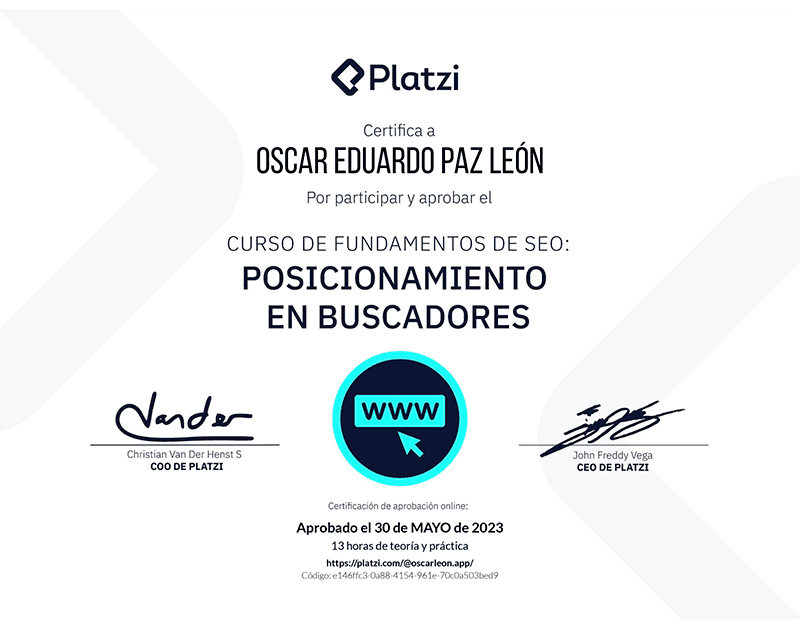 Platzi
Certifica a
OSCAR EDUARDO PAZ LEÓN
Por participar y aprobar el
CURSO DE FUNDAMENTOS DE SEO:
POSICIONAMIENTO
EN BUSCADORES
Vander
WWW
Christian Van Der Henst S
COO DE PLATZI
John Freddy Vega
CEO DE PLATZI
Certificación de aprobación online:
Aprobado el 30 de MAYO de 2023
13 horas de teoría y práctica
https://platzi.com/@oscarleon.app/
Código: e146ffc3-0a88-4154-961e-70c0a503bed9